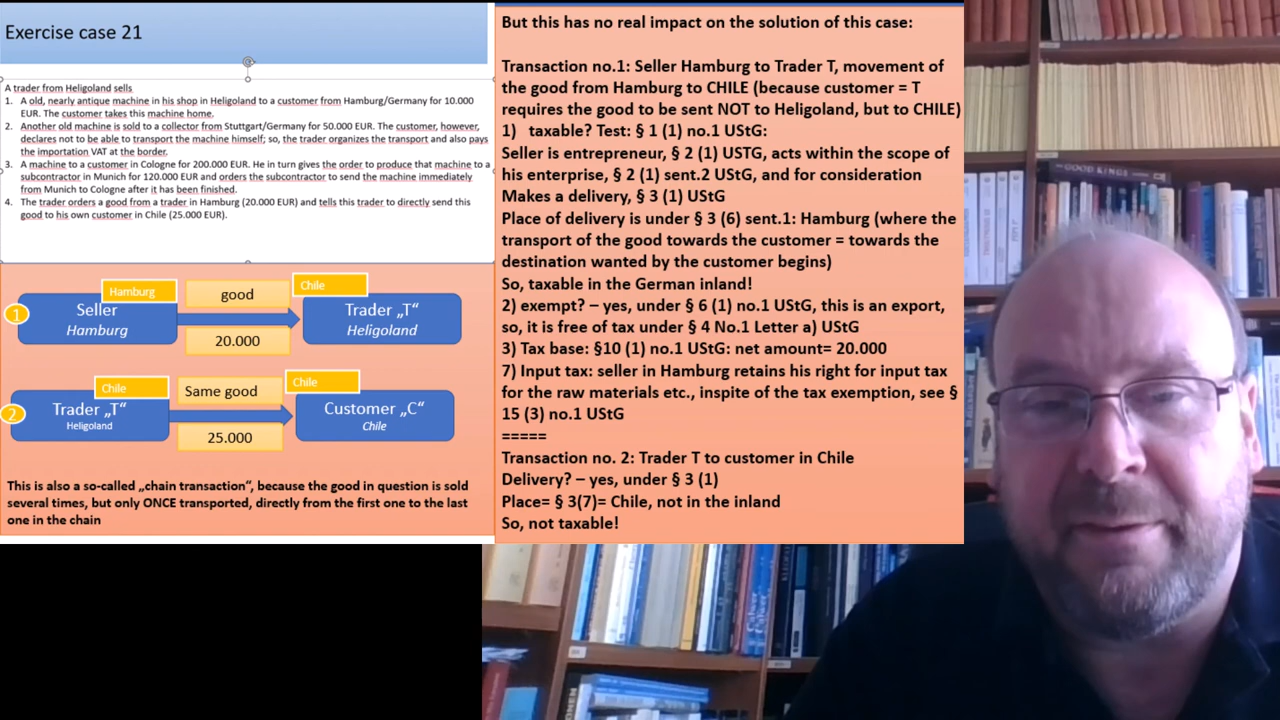 Exercise case 21
A trader from Heligoland sells
1. A old, nearly antique machine in his shop in Heligoland to a customer from Hamburg/Germany for 10.000
EUR. The customer takes this machine home.
2. Another old machine is sold to a collector from Stuttgart/Germany for 50.000 EUR. The customer, however,
declares not to be able to transport the machine himself; so, the trader organizes the transport and also pays
the importation VAT at the border.
3. A machine to a customer in Cologne for 200.000 EUR. He in turn gives the order to produce that machine to a
subcontractor in Munich for 120.000 EUR and orders the subcontractor to send the machine immediately
from Munich to Cologne after it has been finished.
4. The trader orders a good from a trader in Hamburg (20.000 EUR) and tells this trader to directly send this
good to his own customer in Chile (25.000 EUR).
1
Hamburg
Seller
Hamburg
good
20.000
Chile
Trader „T“
Heligoland
2
Chile
Trader „T“
Heligoland
Same good
25.000
Chile
Customer „C“
Chile
This is also a so-called „chain transaction“, because the good in question is sold
several times, but only ONCE transported, directly from the first one to the last
one in the chain
But this has no real impact on the solution of this case:
Transaction no.1: Seller Hamburg to Trader T, movement of
the good from Hamburg to CHILE (because customer = T
requires the good to be sent NOT to Heligoland, but to CHILE)
1) taxable? Test: § 1 (1) no.1 UStG:
Seller is entrepreneur, § 2 (1) USTG, acts within the scope of
his enterprise, § 2 (1) sent.2 UStG, and for consideration
Makes a delivery, § 3 (1) UStG
Place of delivery is under § 3 (6) sent.1: Hamburg (where the
transport of the good towards the customer = towards the
destination wanted by the customer begins)
So, taxable in the German inland!
2) exempt? – yes, under § 6 (1) no.1 UStG, this is an export,
so, it is free of tax under § 4 No.1 Letter a) UStG
3) Tax base: §10 (1) no.1 UStG: net amount= 20.000
7) Input tax: seller in Hamburg retains his right for input tax
for the raw materials etc., inspite of the tax exemption, see §
15 (3) no.1 UStG
=====
Transaction no. 2: Trader T to customer in Chile
Delivery? – yes, under § 3 (1)
Place= § 3(7)= Chile, not in the inland
So, not taxable!
GOOD KINGS